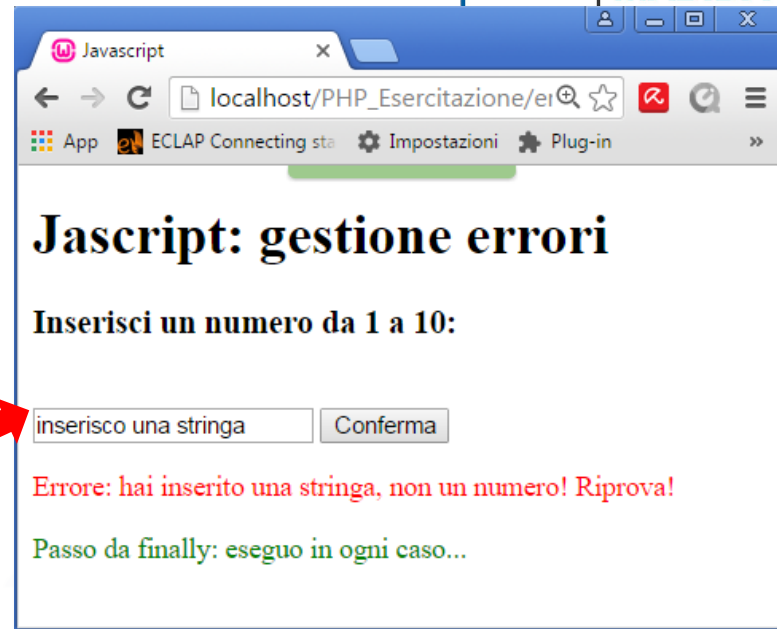 Javascript
localhost/PHP_Esercitazione/er
App ECLAP Connecting sta Impostazioni Plug-in »
Jascript: gestione errori
Inserisci un numero da 1 a 10:
inserisco una stringa Conferma
Errore: hai inserito una stringa, non un numero! Riprova!
Passo da finally: eseguo in ogni caso...